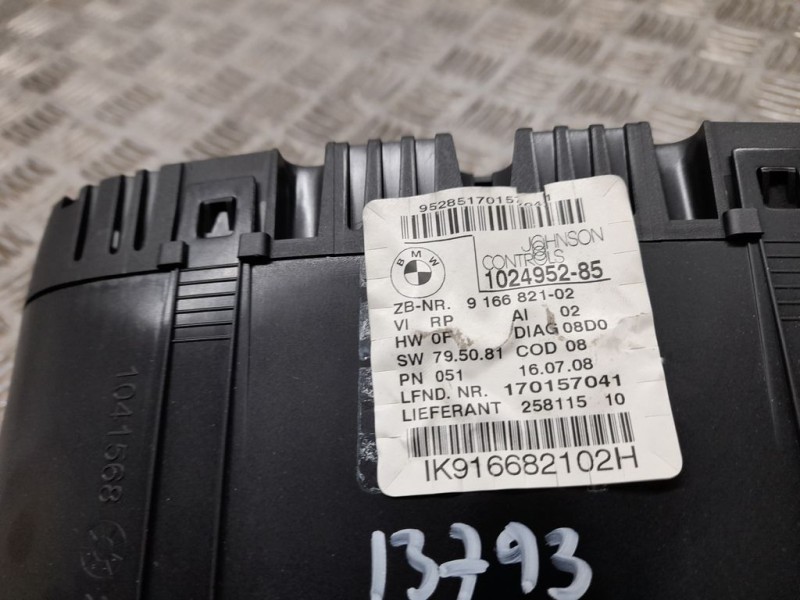 JOHNSON
CONTROLS
BMW
1024952-85
ZB-NR. 9 166 821-02
VI RP AI 02
HW 0F DIAG 08D0
SW 79.50.81 COD 08
PN 051 16.07.08
LFND. NR. 170157041
LIEFERANT 258115 10
IK916682102H
1041568
13793